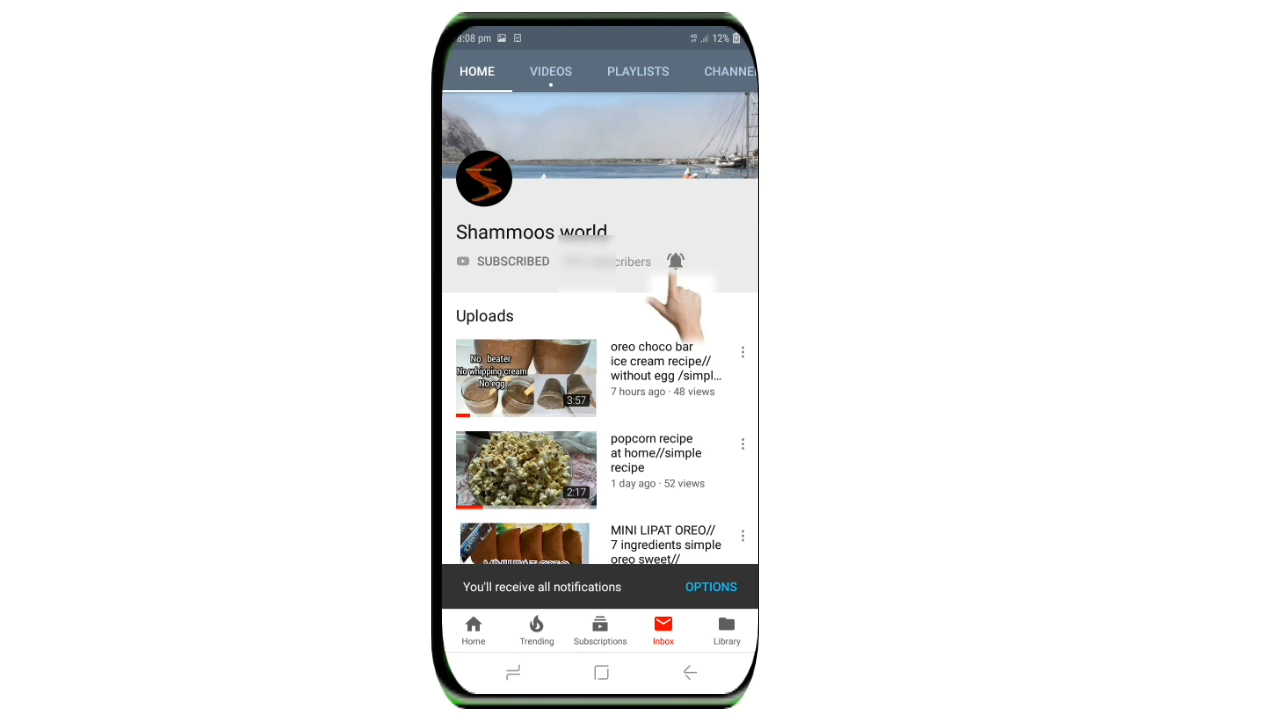 8:08 pm 12%
HOME VIDEOS PLAYLISTS CHANNE
Shammoos world
SUBSCRIBED cribers
Uploads
No beater
No whipping cream
No egg
3:57
oreo choco bar
ice cream recipe//
without egg /simpl...
7 hours ago · 48 views
2:17
popcorn recipe
at home//simple
recipe
1 day ago · 52 views
MINI LIPAT OREO//
7 ingredients simple
oreo sweet//
You'll receive all notifications OPTIONS
Home Trending Subscriptions Inbox Library